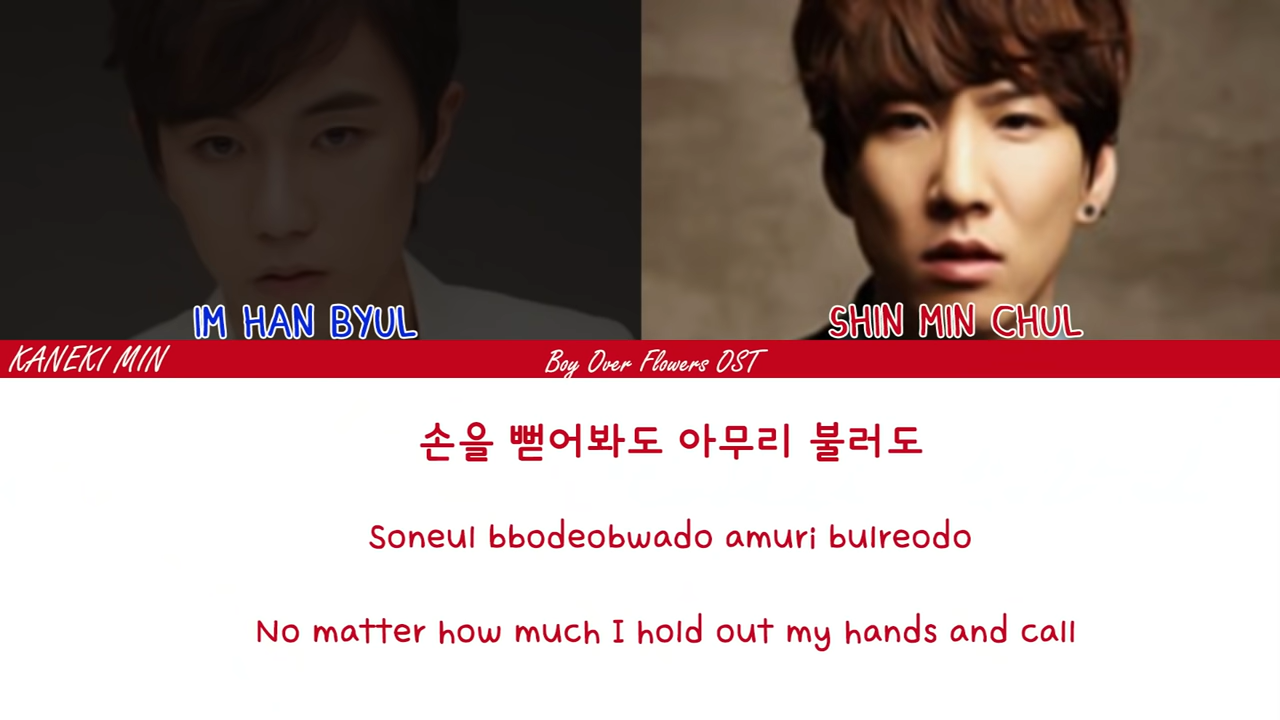 IM HAN BYUL
SHIN MIN CHUL
KANEKI MIN
Boy Over Flowers OST
손을 뻗어봐도 아무리 불러도
Soneul bbodeobwado amuri bulreodo
No matter how much I hold out my hands and call